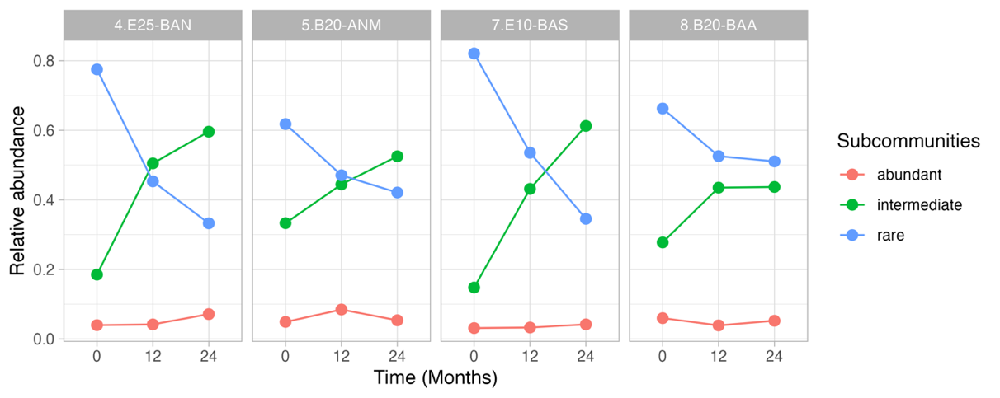 4.E25-BAN 5.B20-ANM 7.E10-BAS 8.B20-BAA
Relative abundance
0.8
0.6
0.4
0.2
0.0
0 12 24 0 12 24 0 12 24 0 12 24
Time (Months)
Subcommunities
abundant
intermediate
rare